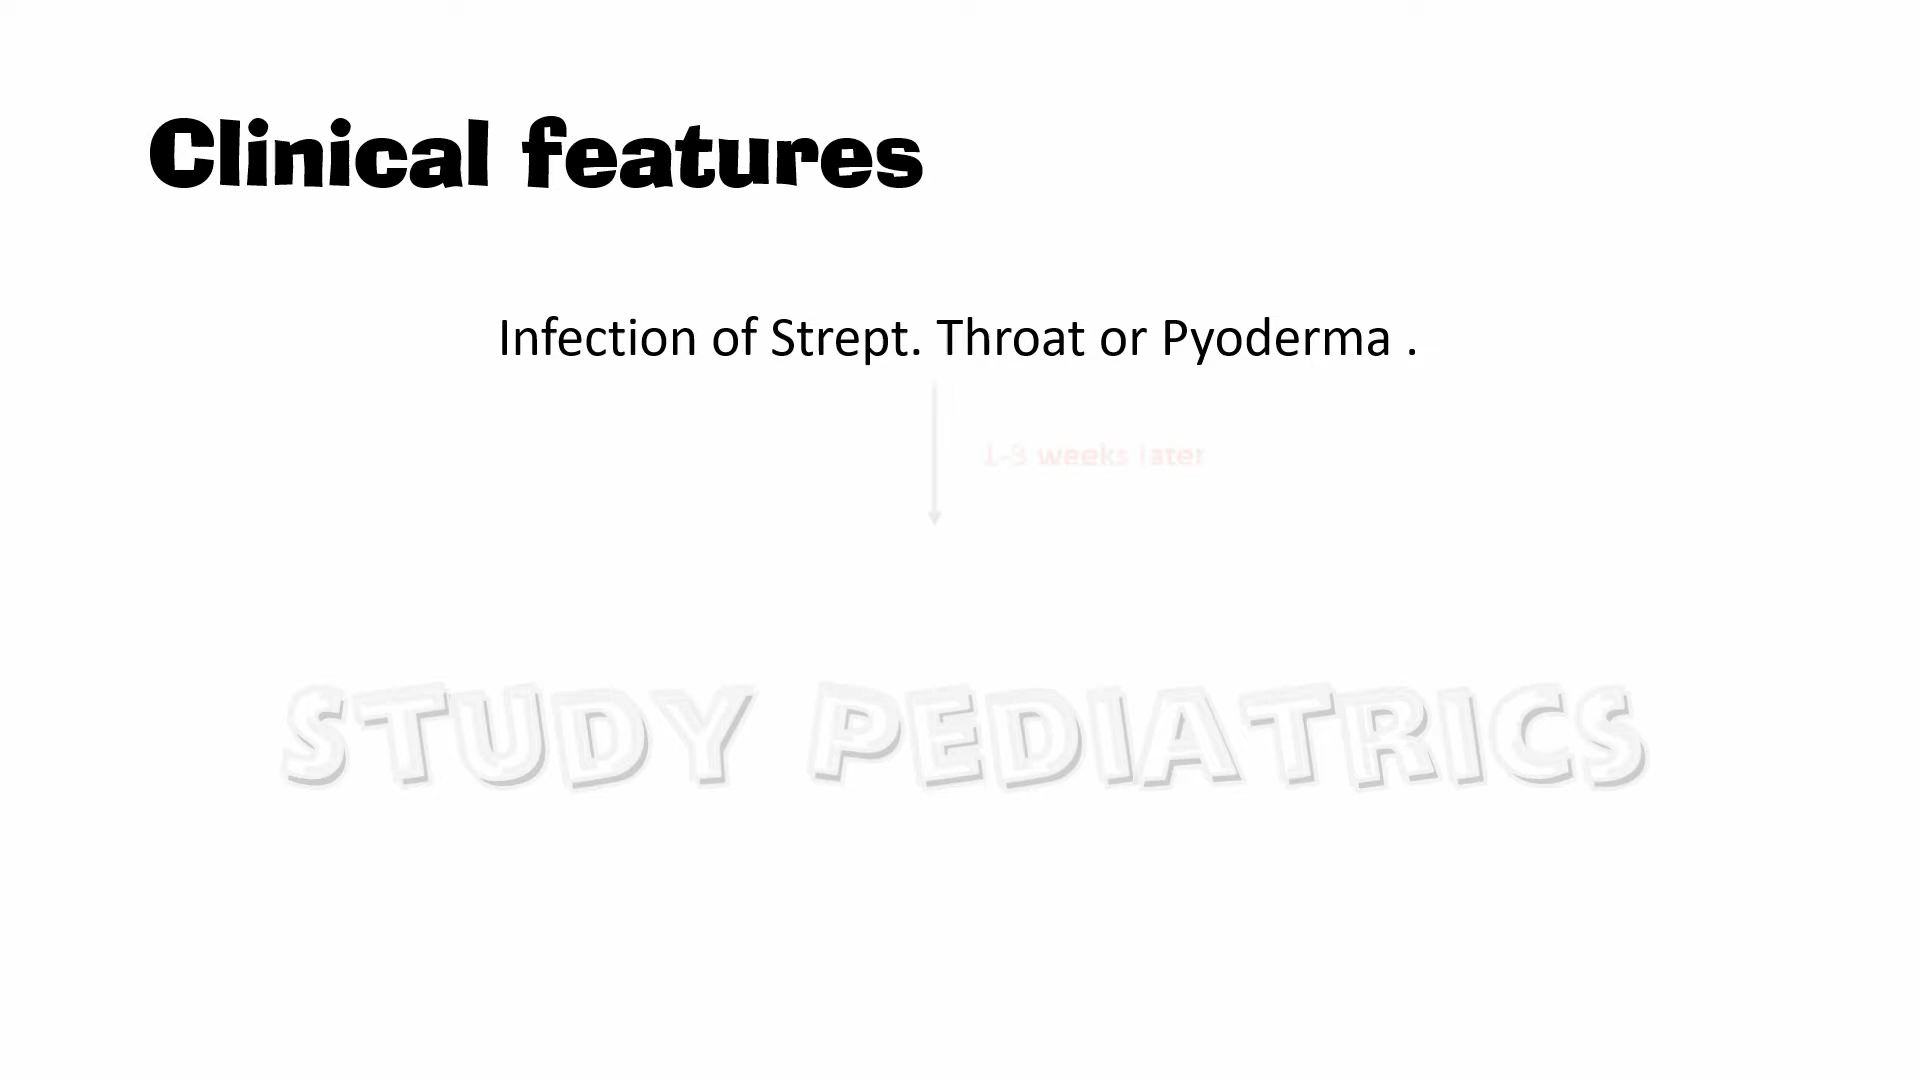 Clinical features
Infection of Strept. Throat or Pyoderma .
1-3 weeks later
STUDY PEDIATRICS